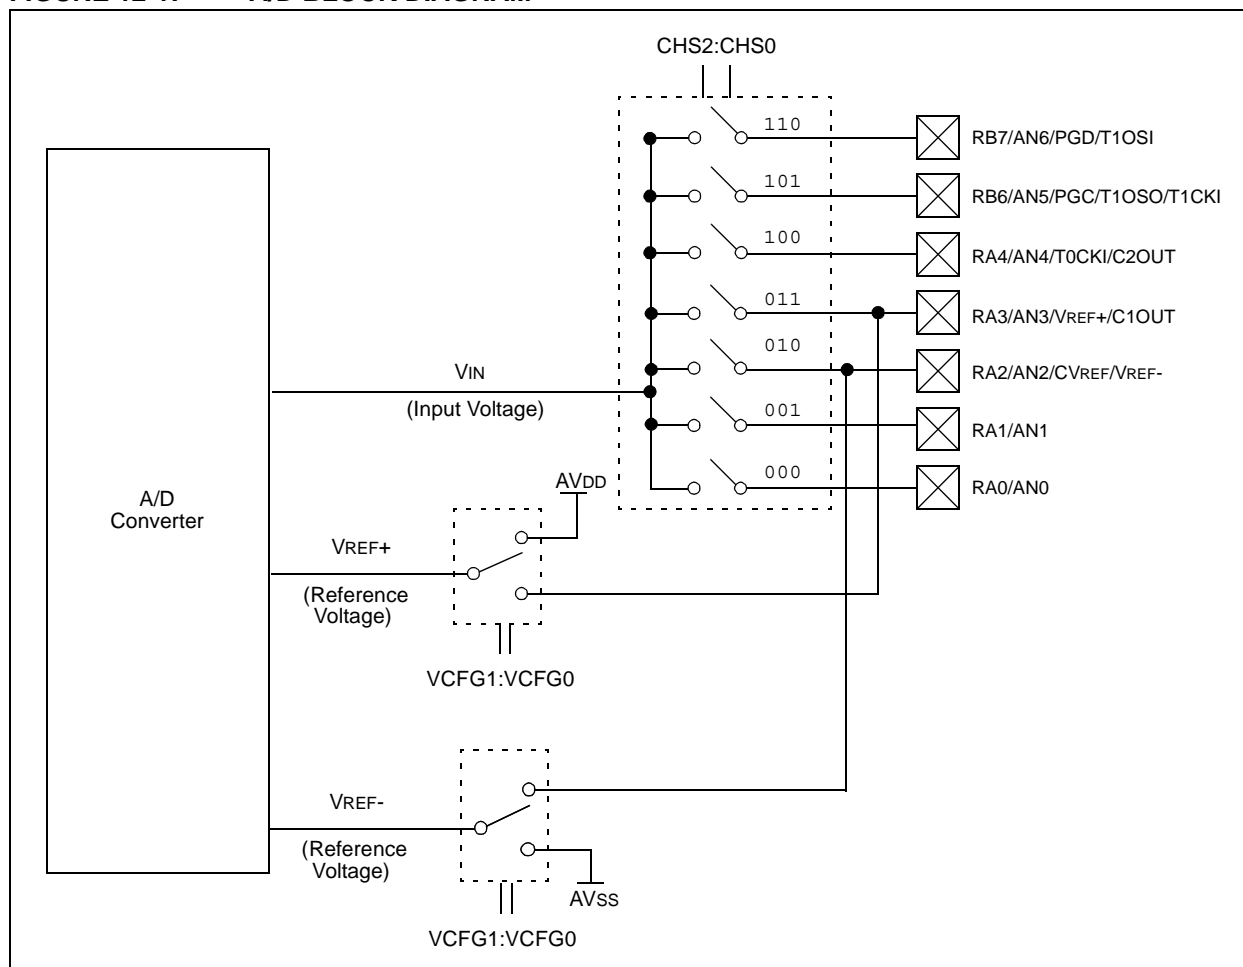 CHS2:CHS0
110
RB7/AN6/PGD/T1OSI
101
RB6/AN5/PGC/T1OSO/T1CKI
100
RA4/AN4/T0CKI/C2OUT
011
RA3/AN3/VREF+/C1OUT
010
RA2/AN2/CVREF/VREF-
VIN
(Input Voltage)
001
RA1/AN1
000
RA0/AN0
A/D
Converter
AVDD
VREF+
(Reference
Voltage)
VCFG1:VCFG0
VREF-
(Reference
Voltage)
AVSS
VCFG1:VCFG0